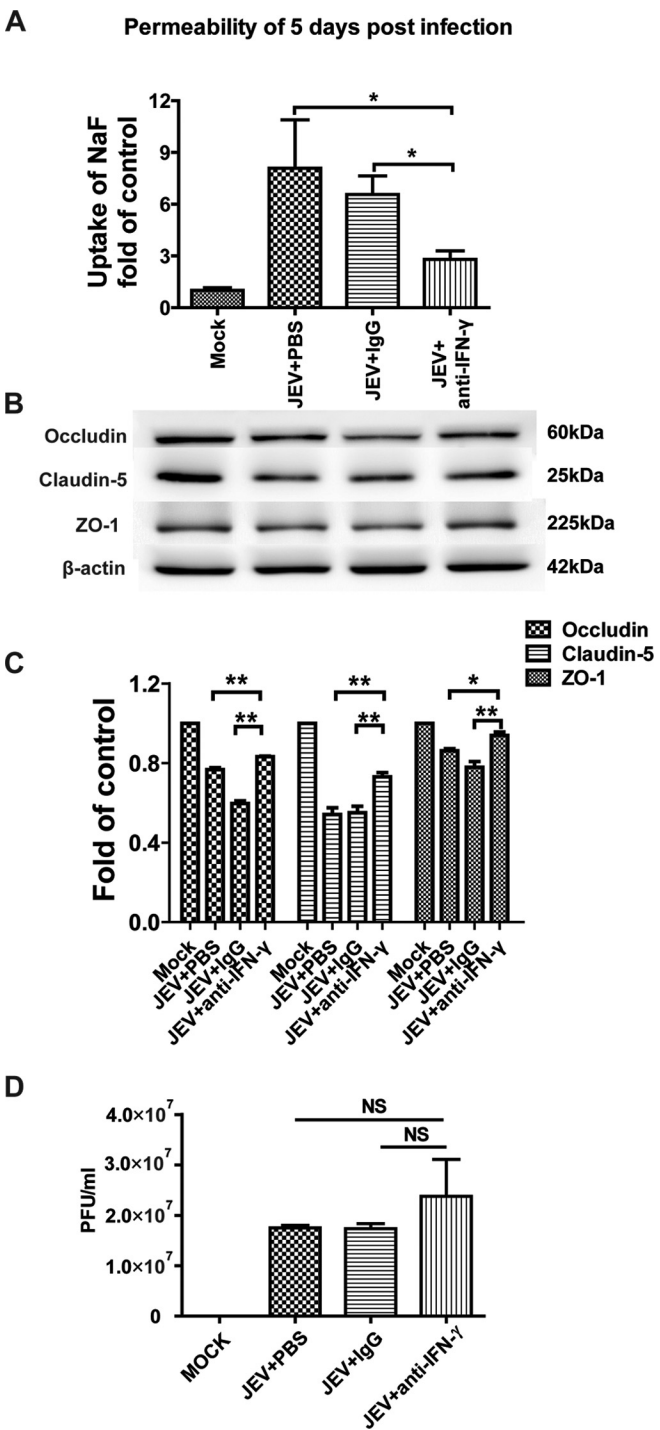 A
Permeability of 5 days post infection
Uptake of NaF
fold of control
12
9
6
3
0
*
*
Mock
JEV+PBS
JEV+IgG
JEV+
anti-IFN-γ
B
Occludin
60kDa
Claudin-5
25kDa
ZO-1
225kDa
β-actin
42kDa
Occludin
Claudin-5
ZO-1
C
Fold of control
1.2
0.8
0.4
0.0
**
**
**
**
*
**
Mock
JEV+PBS
JEV+IgG
JEV+anti-IFN-γ
Mock
JEV+PBS
JEV+IgG
JEV+anti-IFN-γ
Mock
JEV+PBS
JEV+IgG
JEV+anti-IFN-γ
D
PFU/ml
4.0×10⁷
3.0×10⁷
2.0×10⁷
1.0×10⁷
0
NS
NS
MOCK
JEV+PBS
JEV+IgG
JEV+anti-IFN-γ